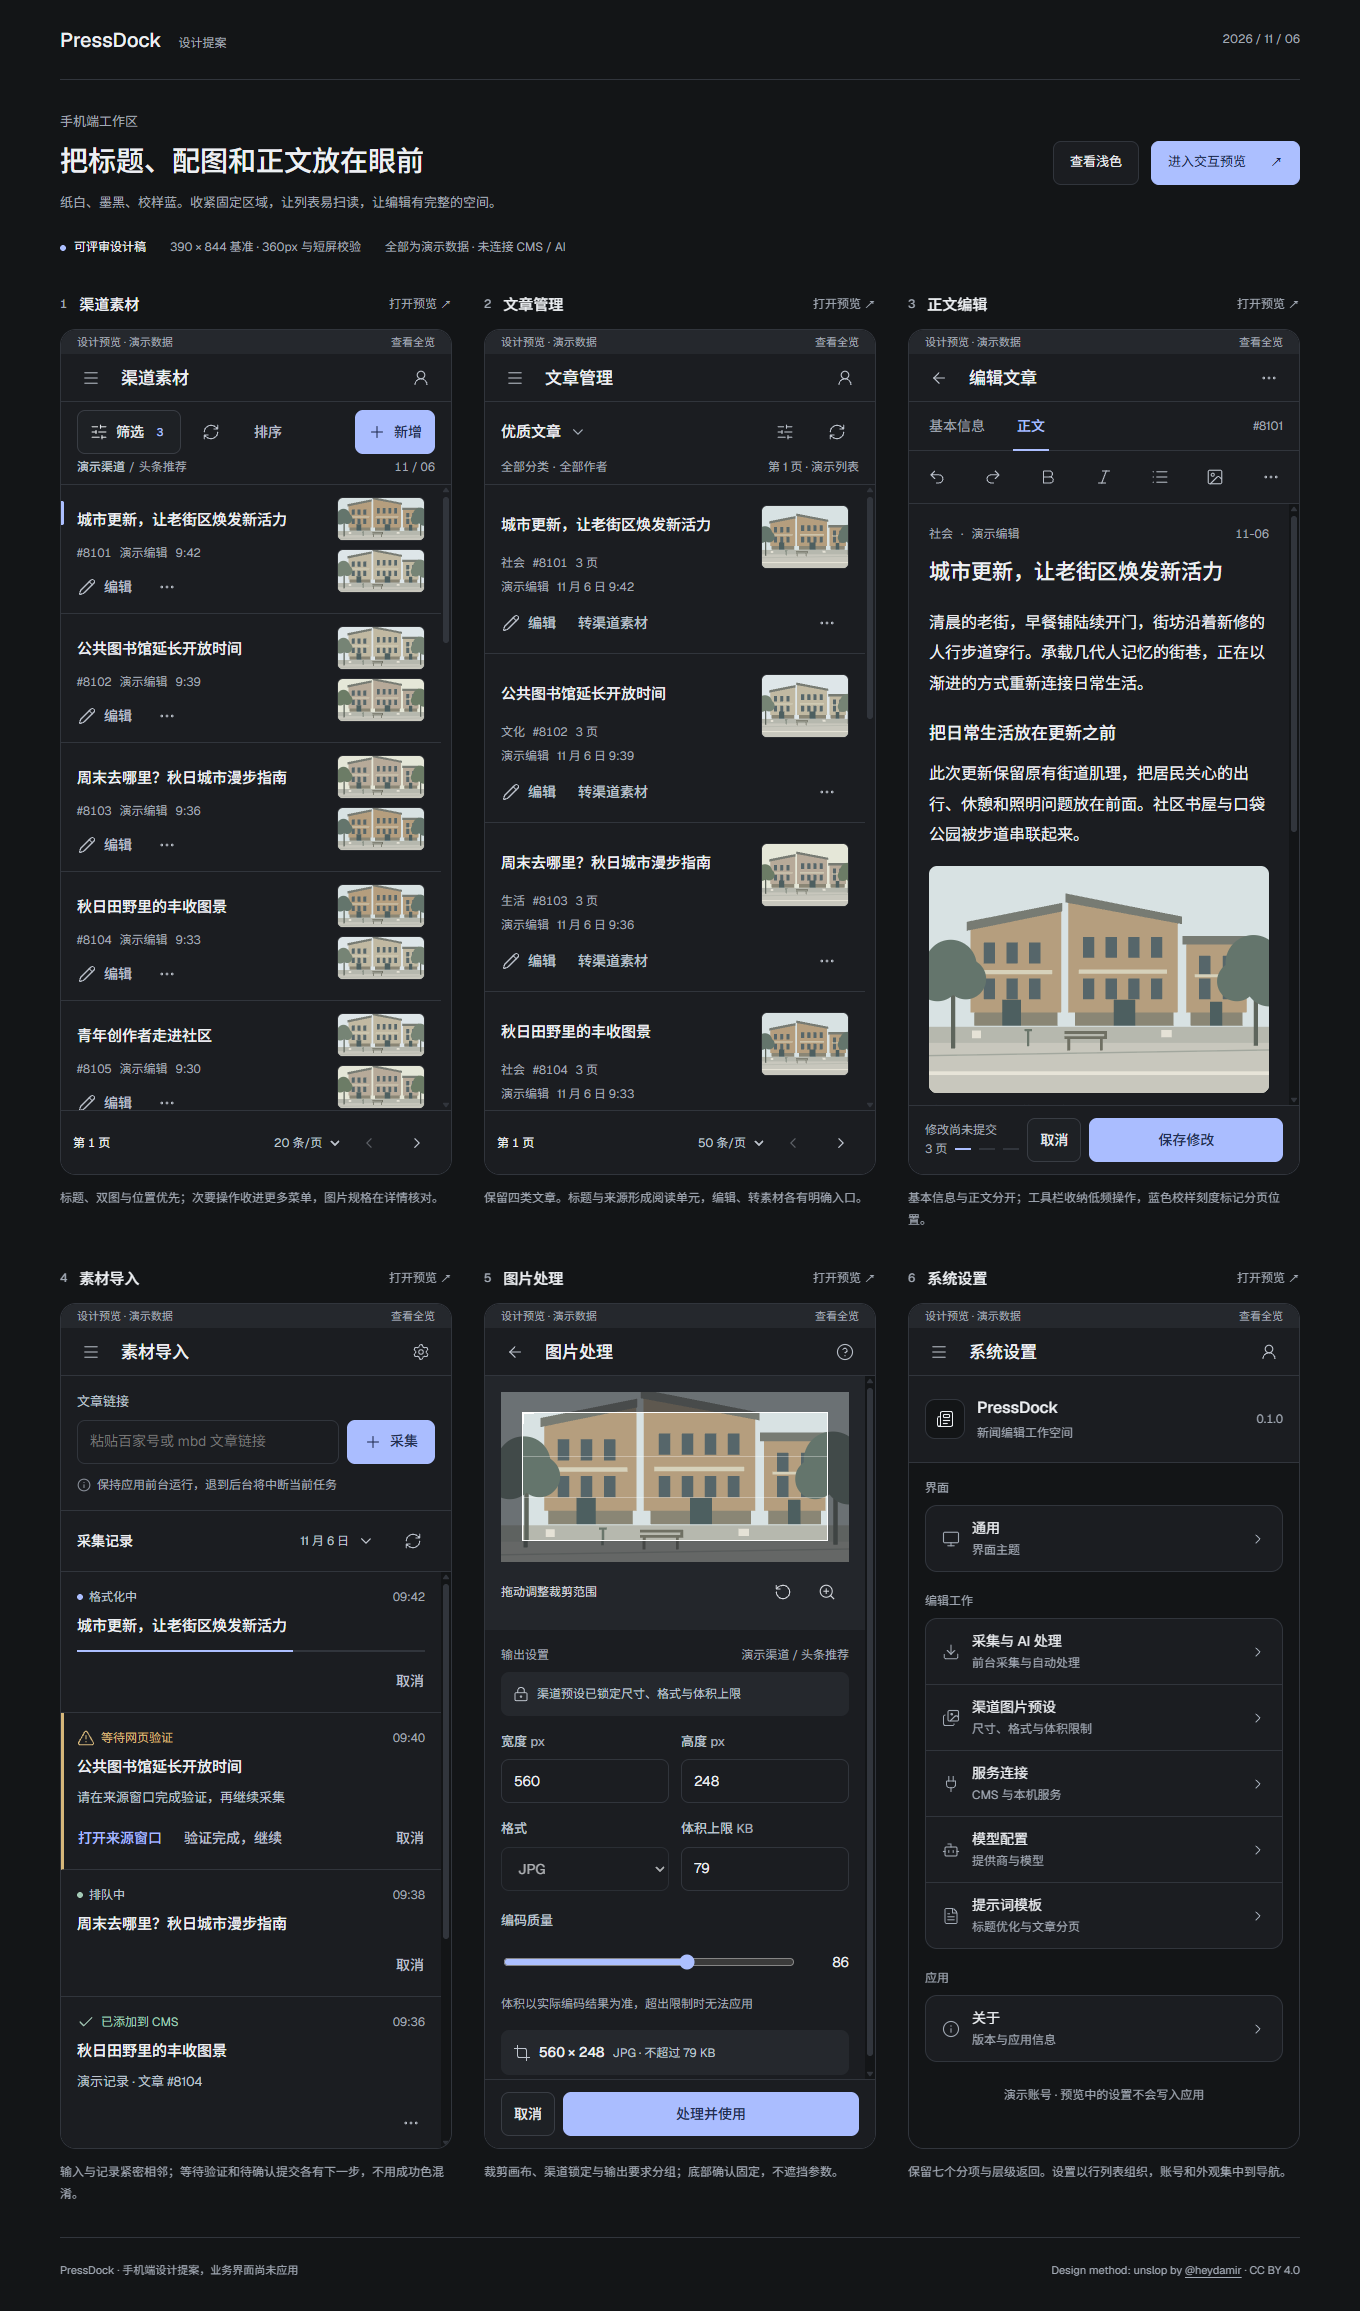 PressDock 设计提案
2026 / 11 / 06
手机端工作区
把标题、配图和正文放在眼前
查看浅色
进入交互预览 ↗
纸白、墨黑、校样蓝。收紧固定区域，让列表易扫读，让编辑有完整的空间。
可评审设计稿 390 × 844 基准 · 360px 与短屏校验 全部为演示数据 · 未连接 CMS / AI
1 渠道素材 打开预览 ↗
设计预览 · 演示数据 查看全览
渠道素材
筛选 3 排序 + 新增
演示渠道 / 头条推荐 11 / 06
城市更新，让老街区焕发新活力
#8101 演示编辑 9:42
编辑 ···
公共图书馆延长开放时间
#8102 演示编辑 9:39
编辑 ···
周末去哪里？秋日城市漫步指南
#8103 演示编辑 9:36
编辑 ···
秋日田野里的丰收图景
#8104 演示编辑 9:33
编辑 ···
青年创作者走进社区
#8105 演示编辑 9:30
编辑 ···
第 1 页 20 条/页
标题、双图与位置优先；次要操作收进更多菜单，图片规格在详情核对。
2 文章管理 打开预览 ↗
设计预览 · 演示数据 查看全览
文章管理
优质文章
全部分类 · 全部作者 第 1 页 · 演示列表
城市更新，让老街区焕发新活力
社会 #8101 3 页
演示编辑 11 月 6 日 9:42
编辑 转渠道素材 ···
公共图书馆延长开放时间
文化 #8102 3 页
演示编辑 11 月 6 日 9:39
编辑 转渠道素材 ···
周末去哪里？秋日城市漫步指南
生活 #8103 3 页
演示编辑 11 月 6 日 9:36
编辑 转渠道素材 ···
秋日田野里的丰收图景
社会 #8104 3 页
演示编辑 11 月 6 日 9:33
第 1 页 50 条/页
保留四类文章。标题与来源形成阅读单元，编辑、转素材各有明确入口。
3 正文编辑 打开预览 ↗
设计预览 · 演示数据 查看全览
编辑文章 ···
基本信息 正文 #8101
B I ···
社会 · 演示编辑 11-06
城市更新，让老街区焕发新活力
清晨的老街，早餐铺陆续开门，街坊沿着新修的
人行步道穿行。承载几代人记忆的街巷，正在以
渐进的方式重新连接日常生活。
把日常生活放在更新之前
此次更新保留原有街道肌理，把居民关心的出
行、休憩和照明问题放在前面。社区书屋与口袋
公园被步道串联起来。
修改尚未提交
3 页
取消
保存修改
基本信息与正文分开；工具栏收纳低频操作，蓝色校样刻度标记分页位
置。
4 素材导入 打开预览 ↗
设计预览 · 演示数据 查看全览
素材导入
文章链接
粘贴百家号或 mbd 文章链接 + 采集
保持应用前台运行，退到后台将中断当前任务
采集记录 11 月 6 日
格式化中 09:42
城市更新，让老街区焕发新活力
取消
等待网页验证 09:40
公共图书馆延长开放时间
请在来源窗口完成验证，再继续采集
打开来源窗口 验证完成，继续 取消
排队中 09:38
周末去哪里？秋日城市漫步指南
取消
已添加到 CMS 09:36
秋日田野里的丰收图景
演示记录 · 文章 #8104
···
输入与记录紧密相邻；等待验证和待确认提交各有下一步，不用成功色混
淆。
5 图片处理 打开预览 ↗
设计预览 · 演示数据 查看全览
图片处理
拖动调整裁剪范围
输出设置 演示渠道 / 头条推荐
渠道预设已锁定尺寸、格式与体积上限
宽度 px 高度 px
560 248
格式 体积上限 KB
JPG 79
编码质量
86
体积以实际编码结果为准，超出限制时无法应用
560 × 248 JPG · 不超过 79 KB
取消 处理并使用
裁剪画布、渠道锁定与输出要求分组；底部确认固定，不遮挡参数。
6 系统设置 打开预览 ↗
设计预览 · 演示数据 查看全览
系统设置
PressDock
新闻编辑工作空间
0.1.0
界面
通用
界面主题
编辑工作
采集与 AI 处理
前台采集与自动处理
渠道图片预设
尺寸、格式与体积限制
服务连接
CMS 与本机服务
模型配置
提供商与模型
提示词模板
标题优化与文章分页
应用
关于
版本与应用信息
演示账号 · 预览中的设置不会写入应用
保留七个分项与层级返回。设置以行列表组织，账号和外观集中到导航。
PressDock · 手机端设计提案，业务界面尚未应用
Design method: unslop by @heydamir · CC BY 4.0